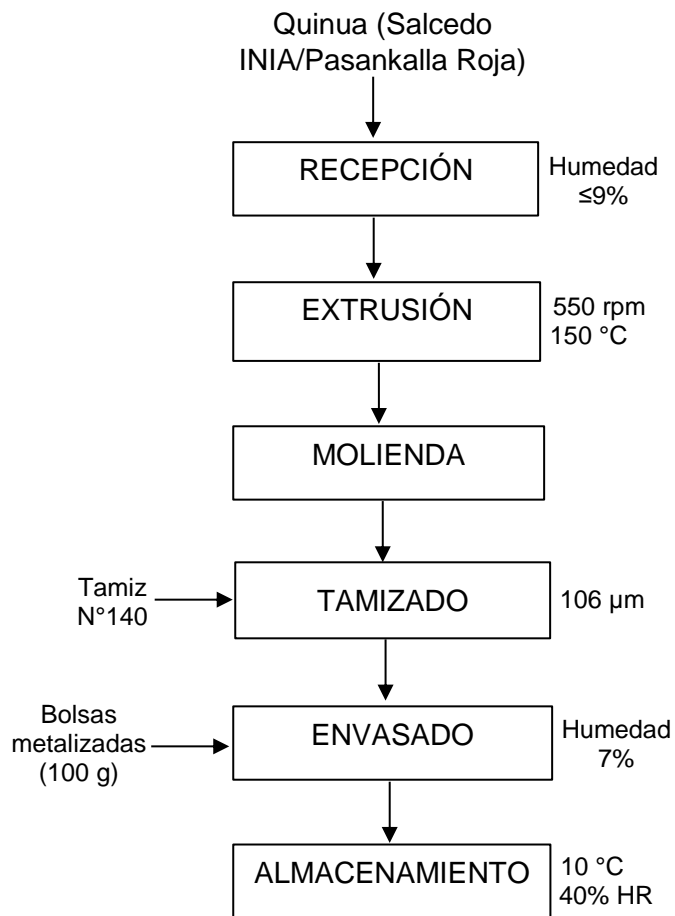 Quinua (Salcedo
INIA/Pasankalla Roja)
RECEPCIÓN
Humedad
≤9%
EXTRUSIÓN
550 rpm
150 °C
MOLIENDA
Tamiz
N°140
TAMIZADO
106 µm
Bolsas
metalizadas
(100 g)
ENVASADO
Humedad
7%
ALMACENAMIENTO
10 °C
40% HR